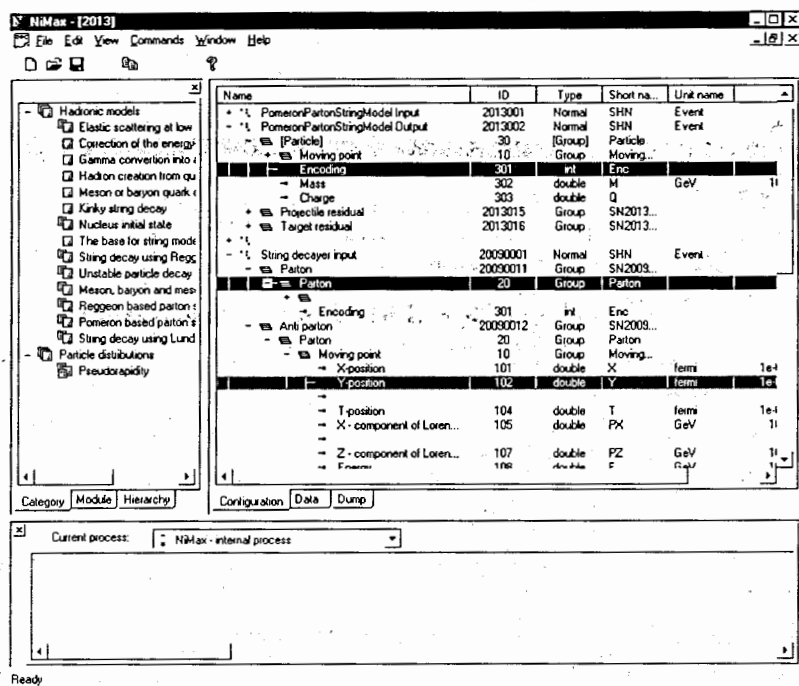 NiMax - [2013]
File Edit View Commands Window Help
Hadronic models
Elastic scattering at low
Correction of the energy
Gamma convertion into a
Hadron creation from qu
Meson or baryon quark c
Kinky string decay
Nucleus initial state
The base for string mode
String decay using Regg
Unstable particle decay
Meson, baryon and mes
Reggeon based parton s
Pomeron based parton s
String decay using Lund
Particle distributions
Pseudorapidity
Category Module Hierarchy
Name ID Type Short na... Unit name
PomeronPartonStringModel Input 2013001 Normal SHN Event
PomeronPartonStringModel Output 2013002 Normal SHN Event
[Particle] 30 [Group] Particle
Moving point 10 Group Moving...
Encoding 301 int Enc
Mass 302 double M GeV
Charge 303 double Q
Projectile residual 2013015 Group SN2013...
Target residual 2013016 Group SN2013...
String decayer input 20090001 Normal SHN Event
Parton 20090011 Group SN2009...
Parton 20 Group Parton
Encoding 301 int Enc
Anti parton 20090012 Group SN2009...
Parton 20 Group Parton
Moving point 10 Group Moving...
X-position 101 double X fermi 1e-
Y-position 102 double Y fermi 1e-
T-position 104 double T fermi 1e-
X - component of Loren... 105 double PX GeV
Z - component of Loren... 107 double PZ GeV
Energy 108 double E GeV
Configuration Data Dump
Current process: NiMax - internal process
Ready